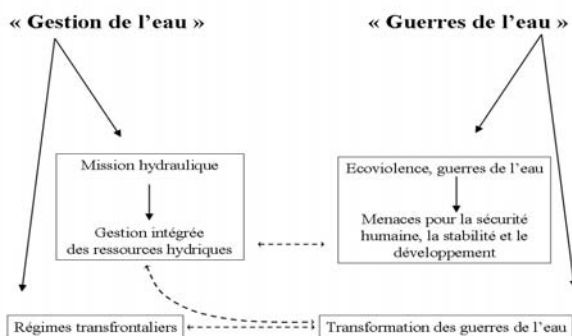 « Gestion de l’eau »
« Guerres de l’eau »
Mission hydraulique
Gestion intégrée
des ressources hydriques
Ecoviolence, guerres de l’eau
Menaces pour la sécurité
humaine, la stabilité et le
développement
Régimes transfrontaliers
Transformation des guerres de l’eau